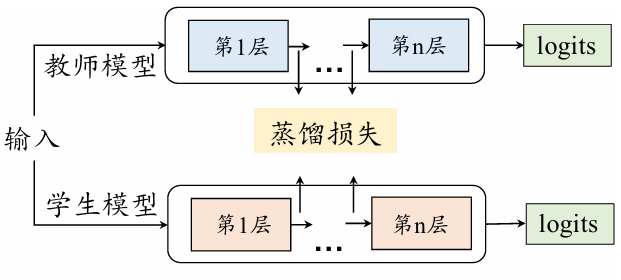 教师模型
第1层
...
第n层
logits
输入
蒸馏损失
学生模型
第1层
...
第n层
logits